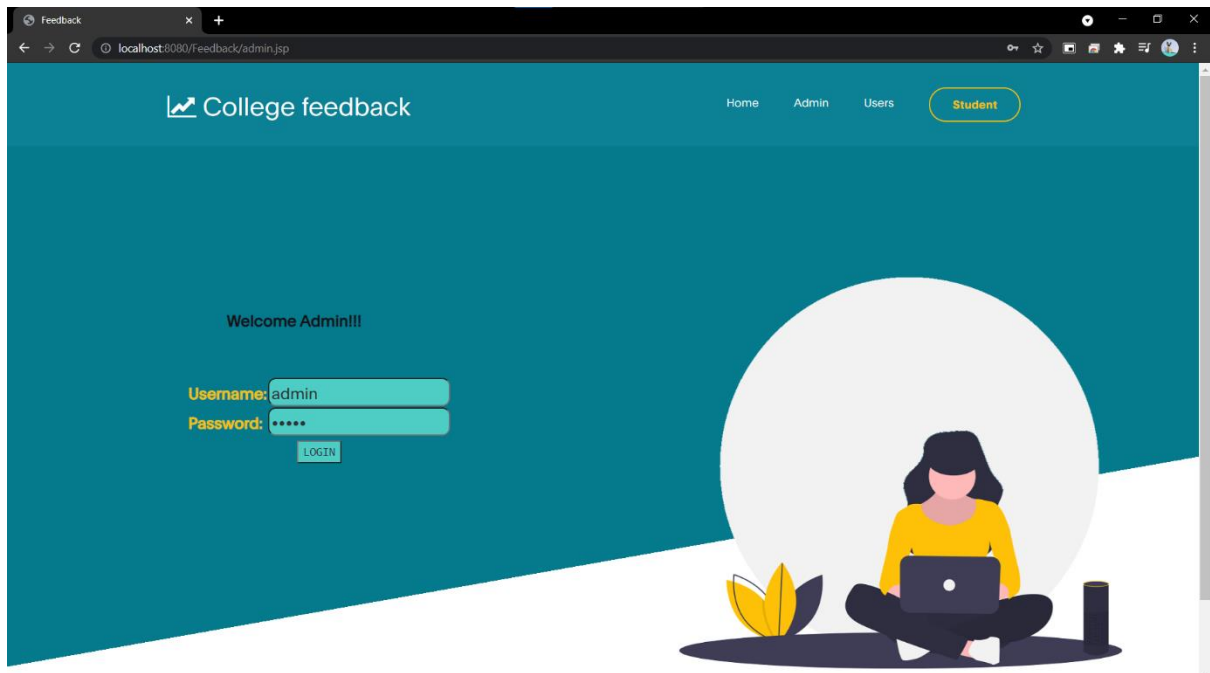 Feedback
localhost:8080/Feedback/admin.jsp
College feedback
Home Admin Users Student
Welcome Admin!!!
Username: admin
Password: •••••
LOGIN